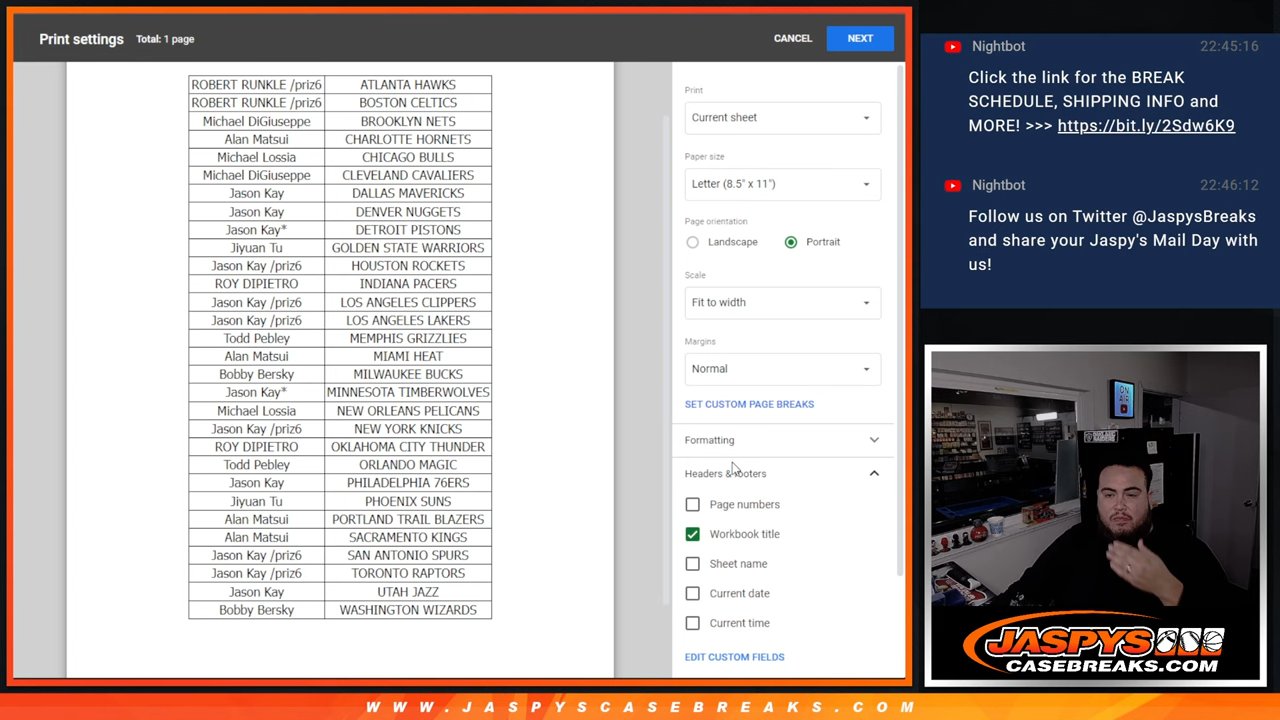 Print settings Total: 1 page
CANCEL NEXT
ROBERT RUNKLE /priz6 ATLANTA HAWKS
ROBERT RUNKLE /priz6 BOSTON CELTICS
Michael DiGiuseppe BROOKLYN NETS
Alan Matsui CHARLOTTE HORNETS
Michael Lossia CHICAGO BULLS
Michael DiGiuseppe CLEVELAND CAVALIERS
Jason Kay DALLAS MAVERICKS
Jason Kay DENVER NUGGETS
Jason Kay* DETROIT PISTONS
Jiyuan Tu GOLDEN STATE WARRIORS
Jason Kay /priz6 HOUSTON ROCKETS
ROY DIPIETRO INDIANA PACERS
Jason Kay /priz6 LOS ANGELES CLIPPERS
Jason Kay /priz6 LOS ANGELES LAKERS
Todd Pebley MEMPHIS GRIZZLIES
Alan Matsui MIAMI HEAT
Bobby Bersky MILWAUKEE BUCKS
Jason Kay* MINNESOTA TIMBERWOLVES
Michael Lossia NEW ORLEANS PELICANS
Jason Kay /priz6 NEW YORK KNICKS
ROY DIPIETRO OKLAHOMA CITY THUNDER
Todd Pebley ORLANDO MAGIC
Jason Kay PHILADELPHIA 76ERS
Jiyuan Tu PHOENIX SUNS
Alan Matsui PORTLAND TRAIL BLAZERS
Alan Matsui SACRAMENTO KINGS
Jason Kay /priz6 SAN ANTONIO SPURS
Jason Kay /priz6 TORONTO RAPTORS
Jason Kay UTAH JAZZ
Bobby Bersky WASHINGTON WIZARDS
Print
Current sheet
Paper size
Letter (8.5" x 11")
Page orientation
Landscape Portrait
Scale
Fit to width
Margins
Normal
SET CUSTOM PAGE BREAKS
Formatting
Headers & footers
Page numbers
Workbook title
Sheet name
Current date
Current time
EDIT CUSTOM FIELDS
Nightbot 22:45:16
Click the link for the BREAK
SCHEDULE, SHIPPING INFO and
MORE! >>> https://bit.ly/2Sdw6K9
Nightbot 22:46:12
Follow us on Twitter @JaspysBreaks
and share your Jaspy's Mail Day with
us!
ON
AIR
JASPYS
CASEBREAKS.COM
WWW.JASPYSCASEBREAKS.COM